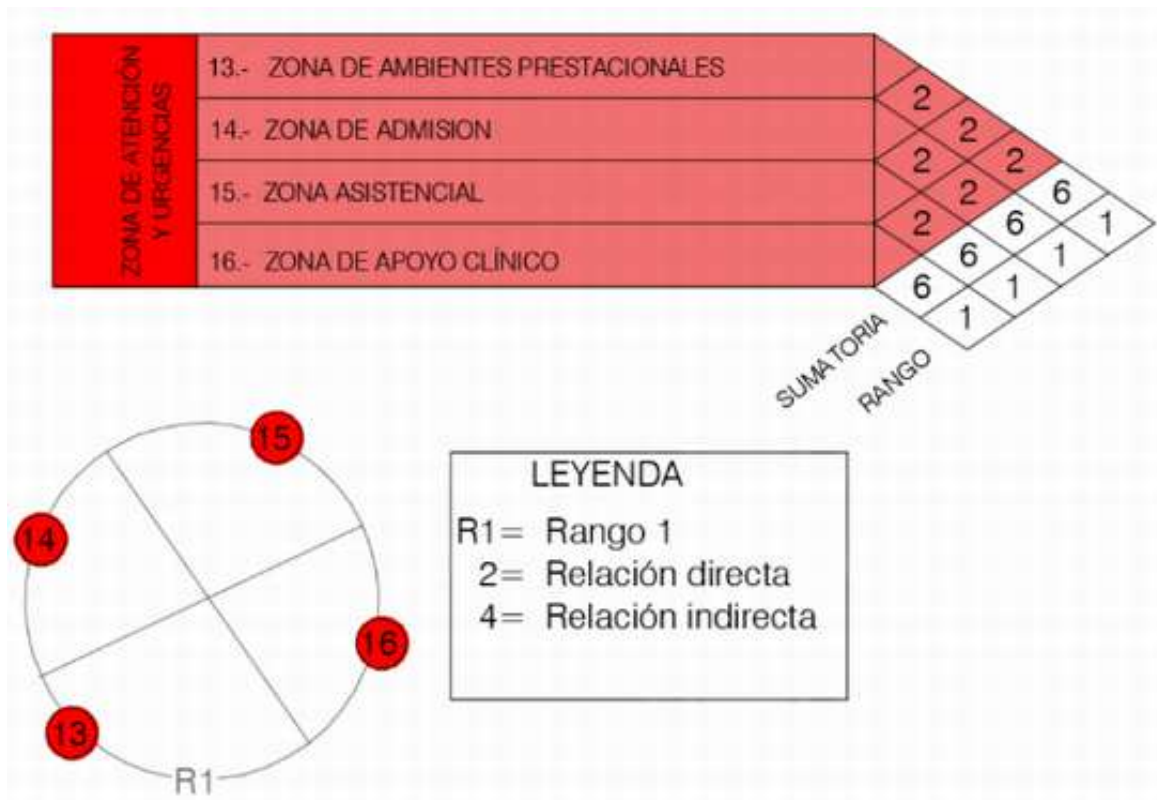 ZONA DE ATENCIÓN
Y URGENCIAS
13.- ZONA DE AMBIENTES PRESTACIONALES
14.- ZONA DE ADMISION
15.- ZONA ASISTENCIAL
16.- ZONA DE APOYO CLÍNICO
2
2
2
2
2
2
6
6
6
6
1
1
1
1
SUMATORIA
RANGO
15
14
16
13
R1
LEYENDA
R1= Rango 1
2= Relación directa
4= Relación indirecta